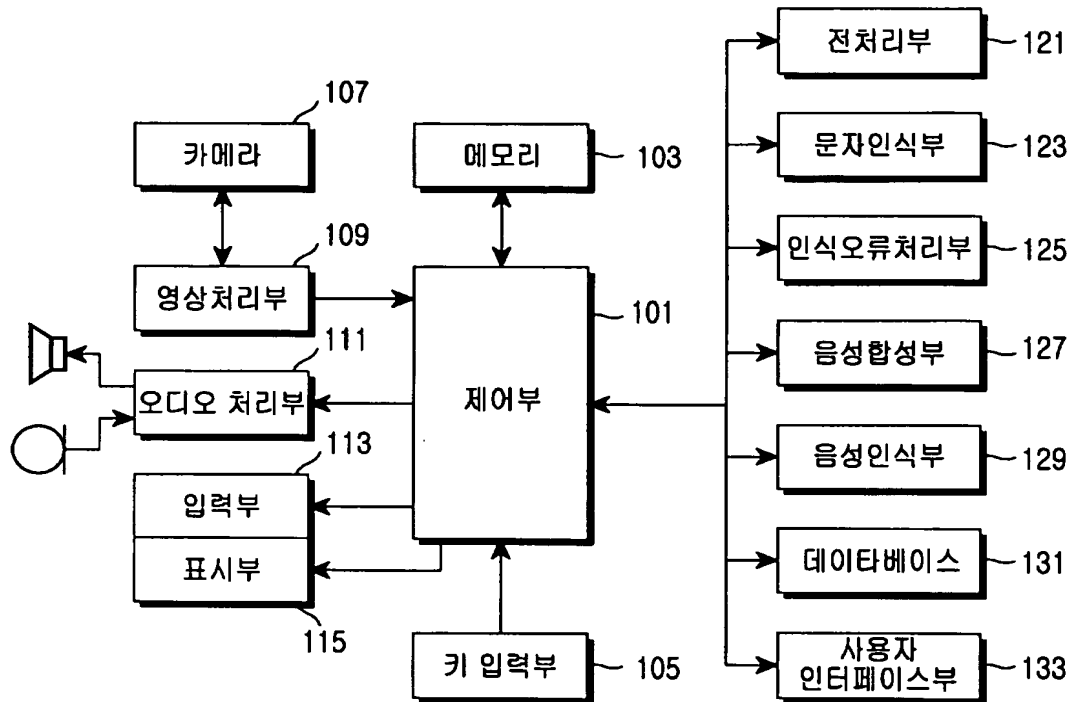 전처리부
121
107
카메라
메모리
103
문자인식부
123
109
영상처리부
인식오류처리부
125
101
111
오디오 처리부
제어부
음성합성부
127
113
입력부
음성인식부
129
표시부
115
데이타베이스
131
키 입력부
105
사용자
인터페이스부
133